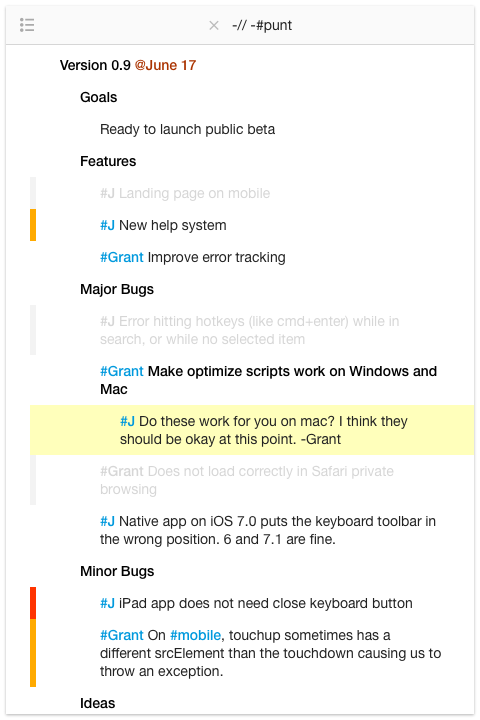 -// -#punt
Version 0.9 @June 17
Goals
Ready to launch public beta
Features
#J Landing page on mobile
#J New help system
#Grant Improve error tracking
Major Bugs
#J Error hitting hotkeys (like cmd+enter) while in
search, or while no selected item
#Grant Make optimize scripts work on Windows and
Mac
#J Do these work for you on mac? I think they
should be okay at this point. -Grant
#Grant Does not load correctly in Safari private
browsing
#J Native app on iOS 7.0 puts the keyboard toolbar in
the wrong position. 6 and 7.1 are fine.
Minor Bugs
#J iPad app does not need close keyboard button
#Grant On #mobile, touchup sometimes has a
different srcElement than the touchdown causing us to
throw an exception.
Ideas